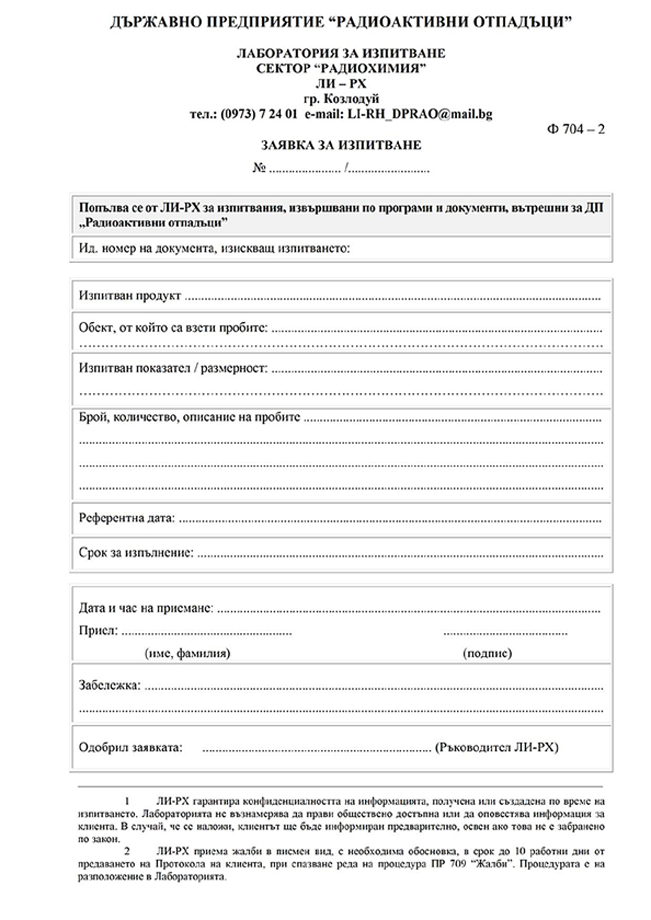 ДЪРЖАВНО ПРЕДПРИЯТИЕ “РАДИОАКТИВНИ ОТПАДЪЦИ”
ЛАБОРАТОРИЯ ЗА ИЗПИТВАНЕ
СЕКТОР “РАДИОХИМИЯ”
ЛИ – РХ
гр. Козлодуй
тел.: (0973) 7 24 01 e-mail: LI-RH_DPRAO@mail.bg
Ф 704 – 2
ЗАЯВКА ЗА ИЗПИТВАНЕ
№ ....................... /..........................
Попълва се от ЛИ-РХ за изпитвания, извършвани по програми и документи, вътрешни за ДП
„Радиоактивни отпадъци”
Ид. номер на документа, изискващ изпитването:
Изпитван продукт ....................................................................................................
Обект, от който са взети пробите: ....................................................................................................
....................................................................................................
Изпитван показател / размерност: ....................................................................................................
....................................................................................................
Брой, количество, описание на пробите ....................................................................................................
....................................................................................................
....................................................................................................
....................................................................................................
Референтна дата: ....................................................................................................
Срок за изпълнение: ....................................................................................................
Дата и час на приемане: ....................................................................................................
Приел: ...................................................... .......................................
(име, фамилия) (подпис)
Забележка: ....................................................................................................
....................................................................................................
Одобрил заявката: ......................................................................... (Ръководител ЛИ-РХ)
1 ЛИ-РХ гарантира конфиденциалността на информацията, получена или създадена по време на
изпитването. Лабораторията не възнамерява да прави обществено достъпна или да оповестява информация за
клиента. В случай, че се наложи, клиентът ще бъде информиран предварително, освен ако това не е забранено
по закон.
2 ЛИ-РХ приема жалби в писмен вид, с необходима обосновка, в срок до 10 работни дни от
предаването на Протокола на клиента, при спазване реда на процедура ПР 709 “Жалби”. Процедурата е на
разположение в Лабораторията.